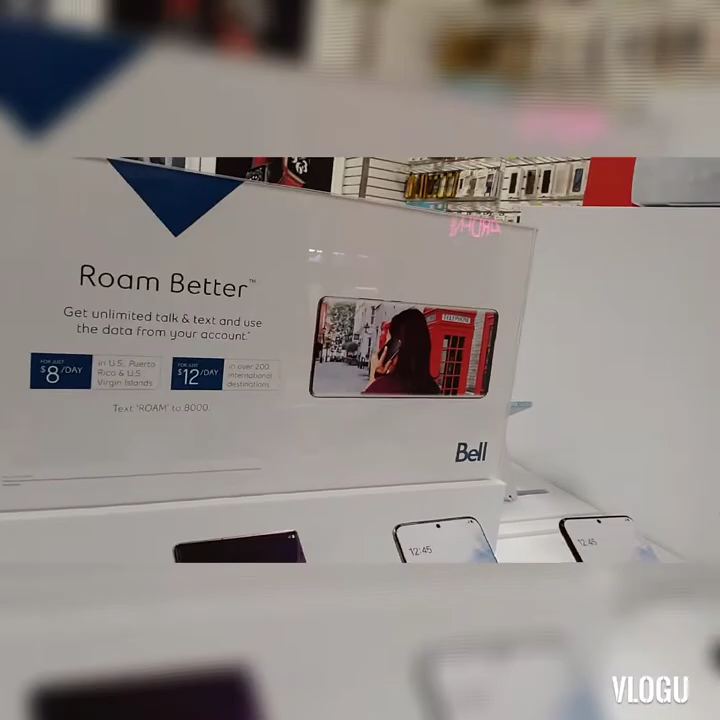 Roam Better™
Get unlimited talk & text and use
the data from your account.*
FOR JUST
$8/DAY
in U.S., Puerto
Rico & U.S.
Virgin Islands
FOR JUST
$12/DAY
in over 200
international
destinations.
Text 'ROAM' to 8000.
TELEPHONE
Bell
12:45
12:45
VLOGU